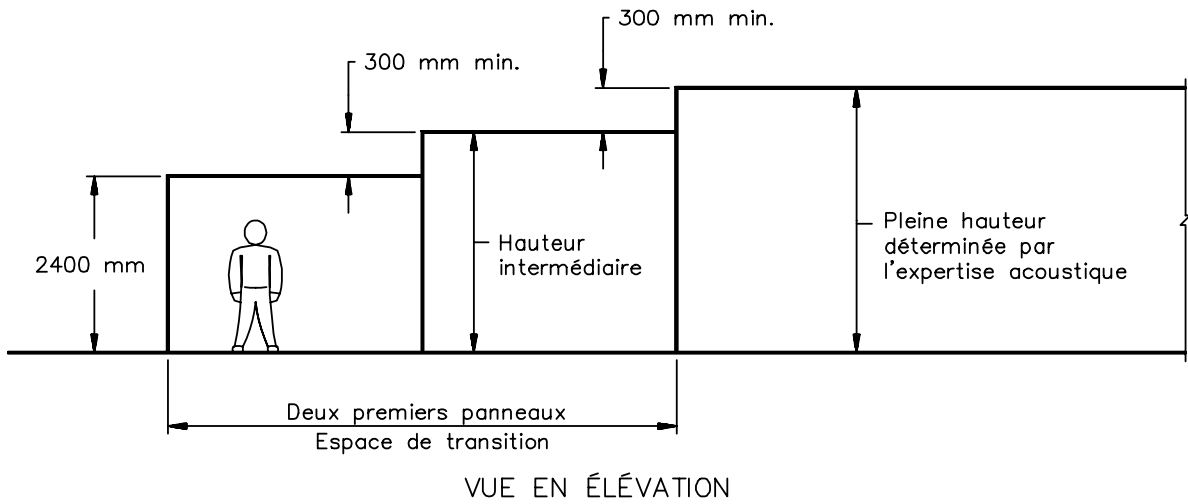 300 mm min.
300 mm min.
2400 mm
Hauteur
intermédiaire
Pleine hauteur
déterminée par
l'expertise acoustique
Deux premiers panneaux
Espace de transition
VUE EN ÉLÉVATION